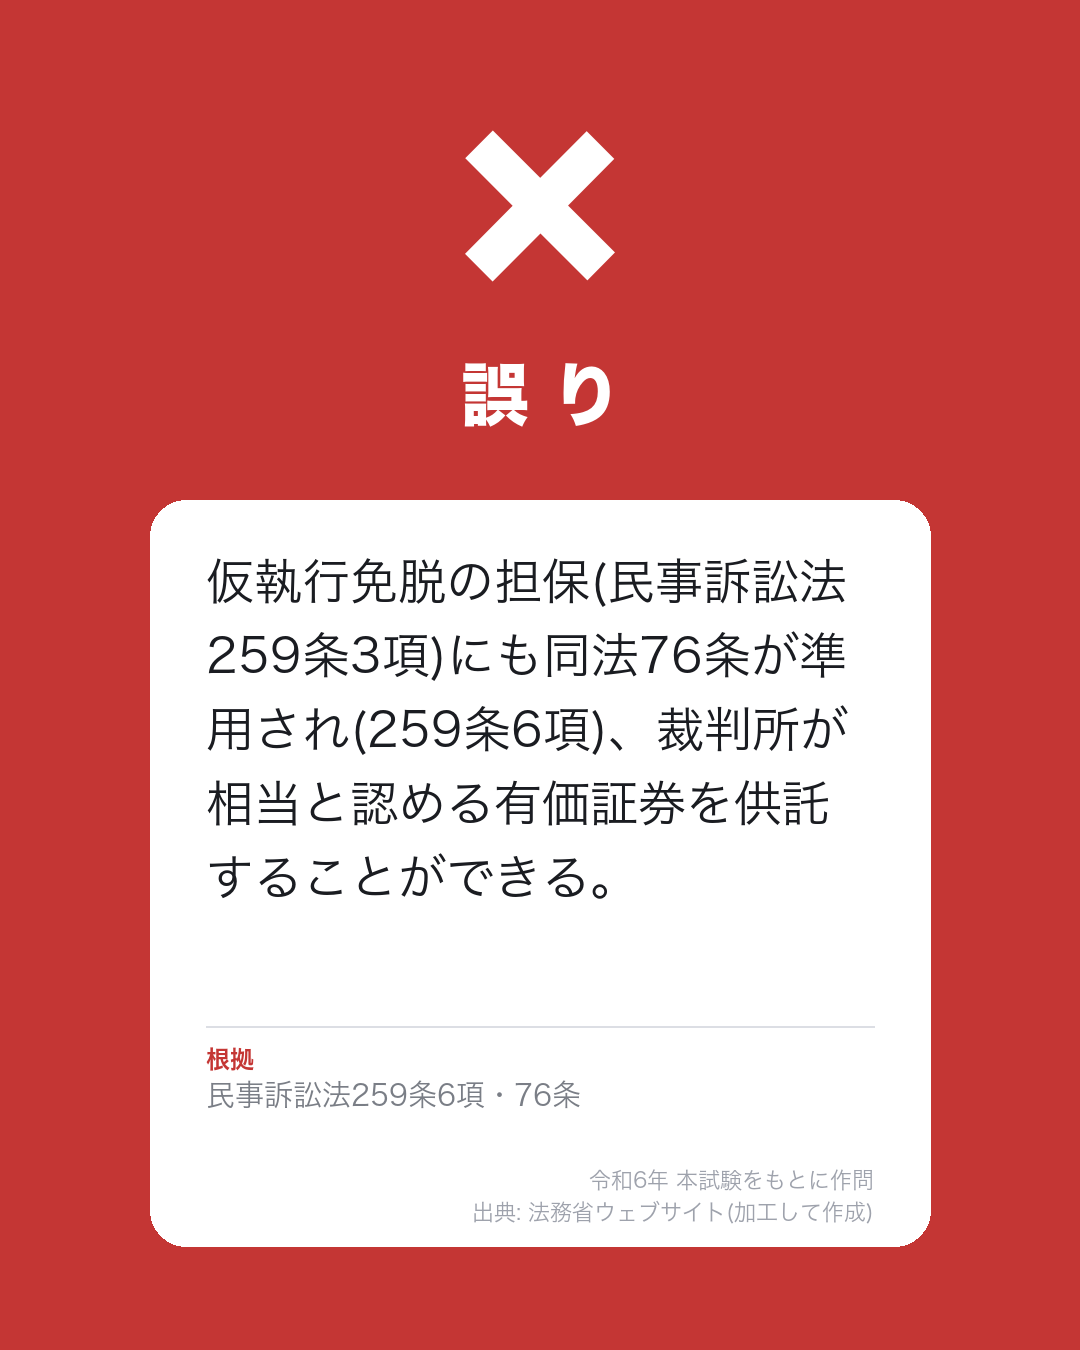 誤り
仮執行免脱の担保(民事訴訟法
259条3項)にも同法76条が準
用され(259条6項)、裁判所が
相当と認める有価証券を供託
することができる。
根拠
民事訴訟法259条6項・76条
令和6年 本試験をもとに作問
出典: 法務省ウェブサイト(加工して作成)